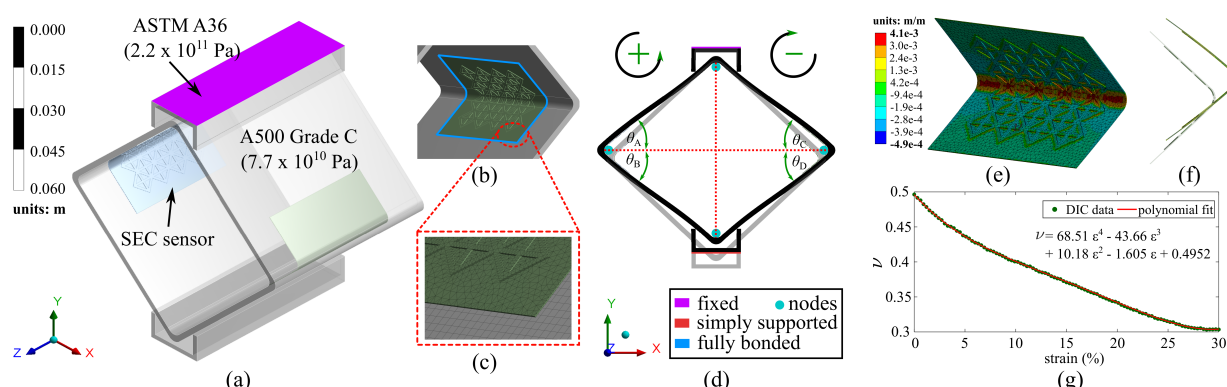 0.000
0.015
0.030
0.045
0.060
units: m
ASTM A36
(2.2 x 10¹¹ Pa)
A500 Grade C
(7.7 x 10¹⁰ Pa)
SEC sensor
Y
Z
X
(a)
(b)
(c)
+
−
θA
θB
θC
θD
Y
Z
X
fixed
nodes
simply supported
fully bonded
(d)
units: m/m
4.1e-3
3.0e-3
2.4e-3
1.3e-3
4.2e-4
-9.4e-4
-1.9e-4
-2.8e-4
-3.9e-4
-4.9e-4
(e)
(f)
0.5
0.4
0.3
ν
DIC data
polynomial fit
ν = 68.51 ε⁴ - 43.66 ε³
+ 10.18 ε² - 1.605 ε + 0.4952
0 5 10 15 20 25 30
strain (%)
(g)